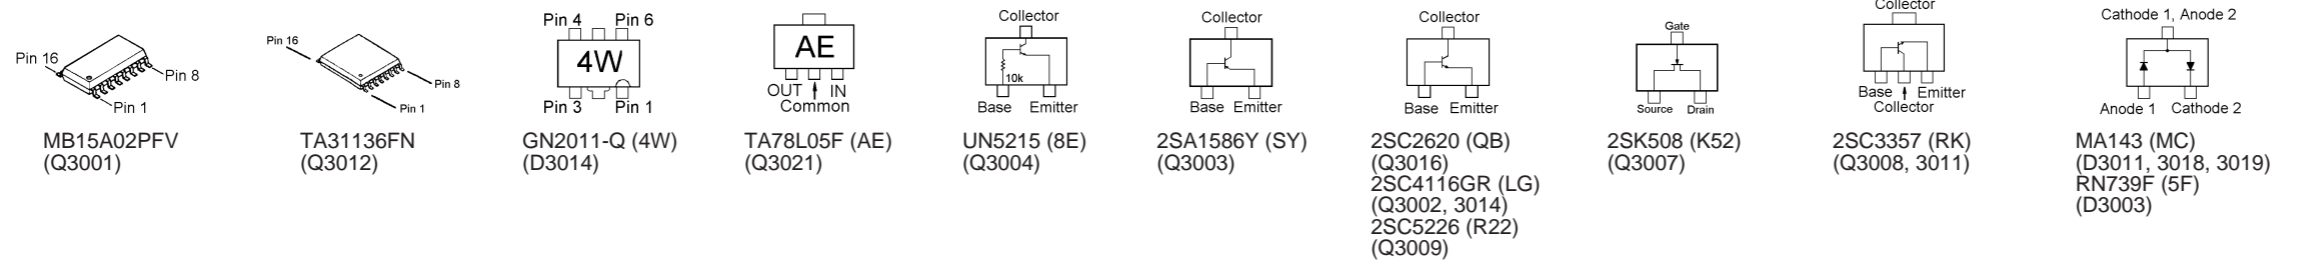 Pin 16
Pin 8
Pin 1
MB15A02PFV
(Q3001)
Pin 16
Pin 8
Pin 1
TA31136FN
(Q3012)
Pin 4
Pin 6
4W
Pin 3
Pin 1
GN2011-Q (4W)
(D3014)
AE
OUT
IN
Common
TA78L05F (AE)
(Q3021)
Collector
10k
Base
Emitter
UN5215 (8E)
(Q3004)
Collector
Base
Emitter
2SA1586Y (SY)
(Q3003)
Collector
Base
Emitter
2SC2620 (QB)
(Q3016)
2SC4116GR (LG)
(Q3002, 3014)
2SC5226 (R22)
(Q3009)
Gate
Source
Drain
2SK508 (K52)
(Q3007)
Collector
Base
Emitter
Collector
2SC3357 (RK)
(Q3008, 3011)
Cathode 1, Anode 2
Anode 1
Cathode 2
MA143 (MC)
(D3011, 3018, 3019)
RN739F (5F)
(D3003)